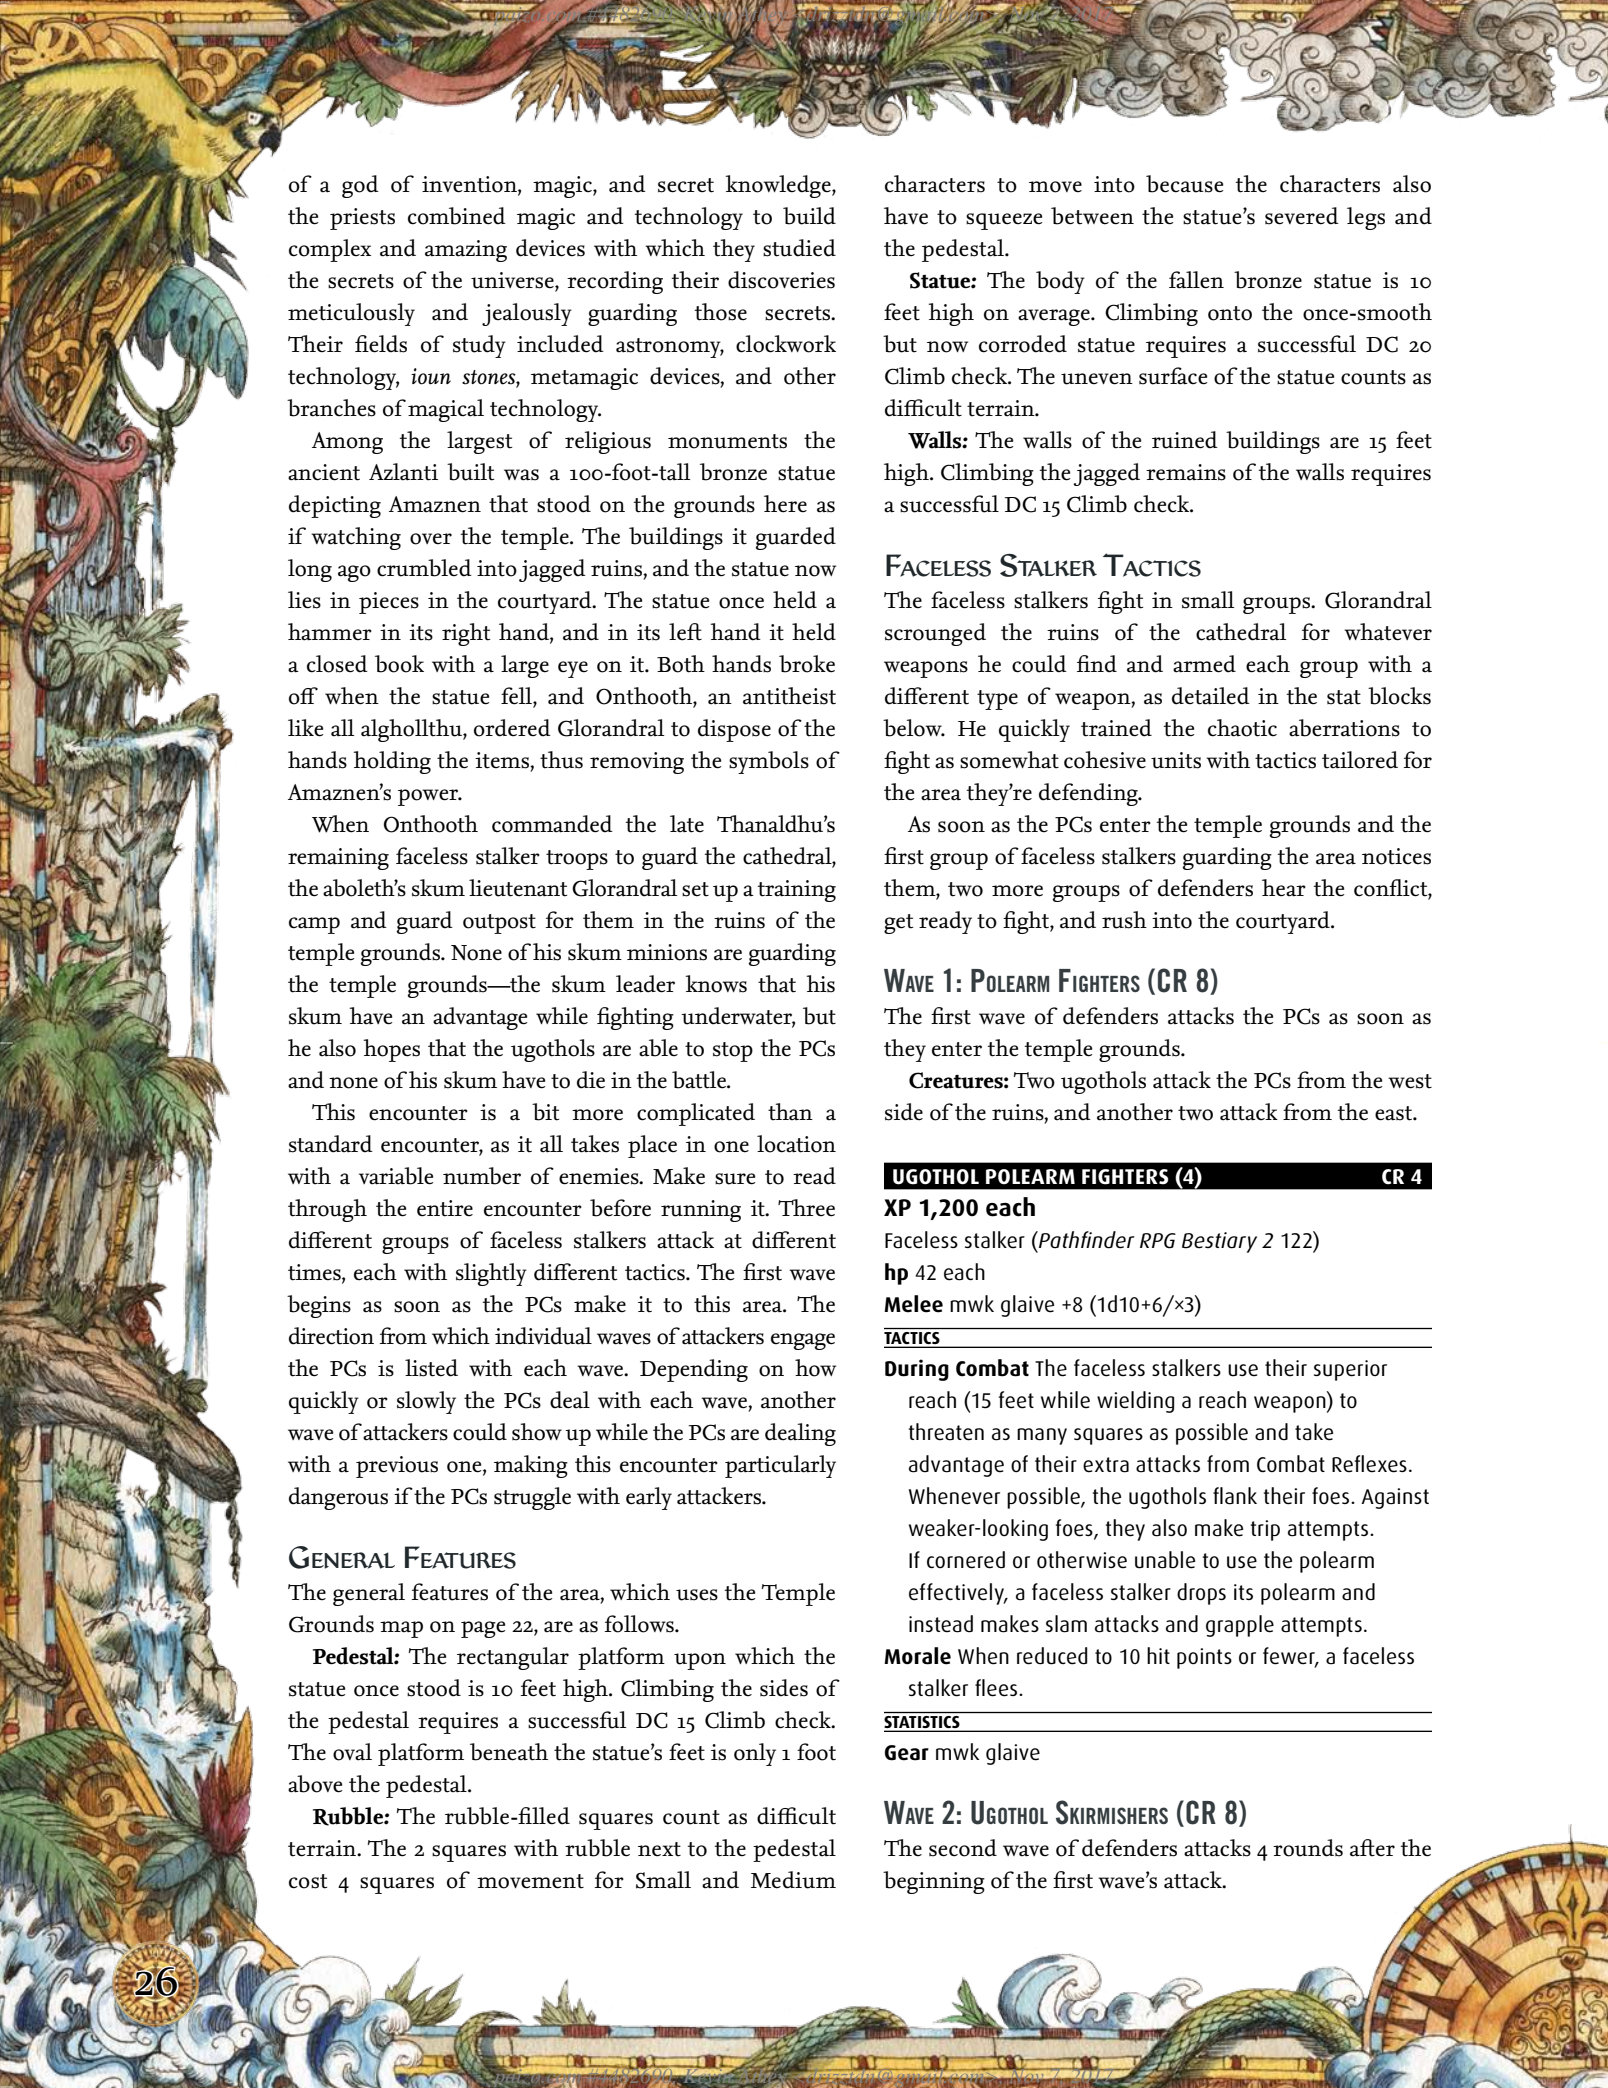 of a god of invention, magic, and secret knowledge,
the priests combined magic and technology to build
complex and amazing devices with which they studied
the secrets of the universe, recording their discoveries
meticulously and jealously guarding those secrets.
Their fields of study included astronomy, clockwork
technology, ioun stones, metamagic devices, and other
branches of magical technology.
Among the largest of religious monuments the
ancient Azlanti built was a 100-foot-tall bronze statue
depicting Amaznen that stood on the grounds here as
if watching over the temple. The buildings it guarded
long ago crumbled into jagged ruins, and the statue now
lies in pieces in the courtyard. The statue once held a
hammer in its right hand, and in its left hand it held
a closed book with a large eye on it. Both hands broke
off when the statue fell, and Onthooth, an antitheist
like all alghollthu, ordered Glorandral to dispose of the
hands holding the items, thus removing the symbols of
Amaznen's power.
When Onthooth commanded the late Thanaldhu's
remaining faceless stalker troops to guard the cathedral,
the aboleth's skum lieutenant Glorandral set up a training
camp and guard outpost for them in the ruins of the
temple grounds. None of his skum minions are guarding
the temple grounds—the skum leader knows that his
skum have an advantage while fighting underwater, but
he also hopes that the ugothols are able to stop the PCs
and none of his skum have to die in the battle.
This encounter is a bit more complicated than a
standard encounter, as it all takes place in one location
with a variable number of enemies. Make sure to read
through the entire encounter before running it. Three
different groups of faceless stalkers attack at different
times, each with slightly different tactics. The first wave
begins as soon as the PCs make it to this area. The
direction from which individual waves of attackers engage
the PCs is listed with each wave. Depending on how
quickly or slowly the PCs deal with each wave, another
wave of attackers could show up while the PCs are dealing
with a previous one, making this encounter particularly
dangerous if the PCs struggle with early attackers.
General Features
The general features of the area, which uses the Temple
Grounds map on page 22, are as follows.
Pedestal: The rectangular platform upon which the
statue once stood is 10 feet high. Climbing the sides of
the pedestal requires a successful DC 15 Climb check.
The oval platform beneath the statue's feet is only 1 foot
above the pedestal.
Rubble: The rubble-filled squares count as difficult
terrain. The 2 squares with rubble next to the pedestal
cost 4 squares of movement for Small and Medium
characters to move into because the characters also
have to squeeze between the statue's severed legs and
the pedestal.
Statue: The body of the fallen bronze statue is 10
feet high on average. Climbing onto the once-smooth
but now corroded statue requires a successful DC 20
Climb check. The uneven surface of the statue counts as
difficult terrain.
Walls: The walls of the ruined buildings are 15 feet
high. Climbing the jagged remains of the walls requires
a successful DC 15 Climb check.
Faceless Stalker Tactics
The faceless stalkers fight in small groups. Glorandral
scrounged the ruins of the cathedral for whatever
weapons he could find and armed each group with a
different type of weapon, as detailed in the stat blocks
below. He quickly trained the chaotic aberrations to
fight as somewhat cohesive units with tactics tailored for
the area they're defending.
As soon as the PCs enter the temple grounds and the
first group of faceless stalkers guarding the area notices
them, two more groups of defenders hear the conflict,
get ready to fight, and rush into the courtyard.
Wave 1: Polearm Fighters (CR 8)
The first wave of defenders attacks the PCs as soon as
they enter the temple grounds.
Creatures: Two ugothols attack the PCs from the west
side of the ruins, and another two attack from the east.
UGOTHOL POLEARM FIGHTERS (4) CR 4
XP 1,200 each
Faceless stalker (Pathfinder RPG Bestiary 2 122)
hp 42 each
Melee mwk glaive +8 (1d10+6/×3)
TACTICS
During Combat The faceless stalkers use their superior
reach (15 feet while wielding a reach weapon) to
threaten as many squares as possible and take
advantage of their extra attacks from Combat Reflexes.
Whenever possible, the ugothols flank their foes. Against
weaker-looking foes, they also make trip attempts.
If cornered or otherwise unable to use the polearm
effectively, a faceless stalker drops its polearm and
instead makes slam attacks and grapple attempts.
Morale When reduced to 10 hit points or fewer, a faceless
stalker flees.
STATISTICS
Gear mwk glaive
Wave 2: Ugothol Skirmishers (CR 8)
The second wave of defenders attacks 4 rounds after the
beginning of the first wave's attack.
26